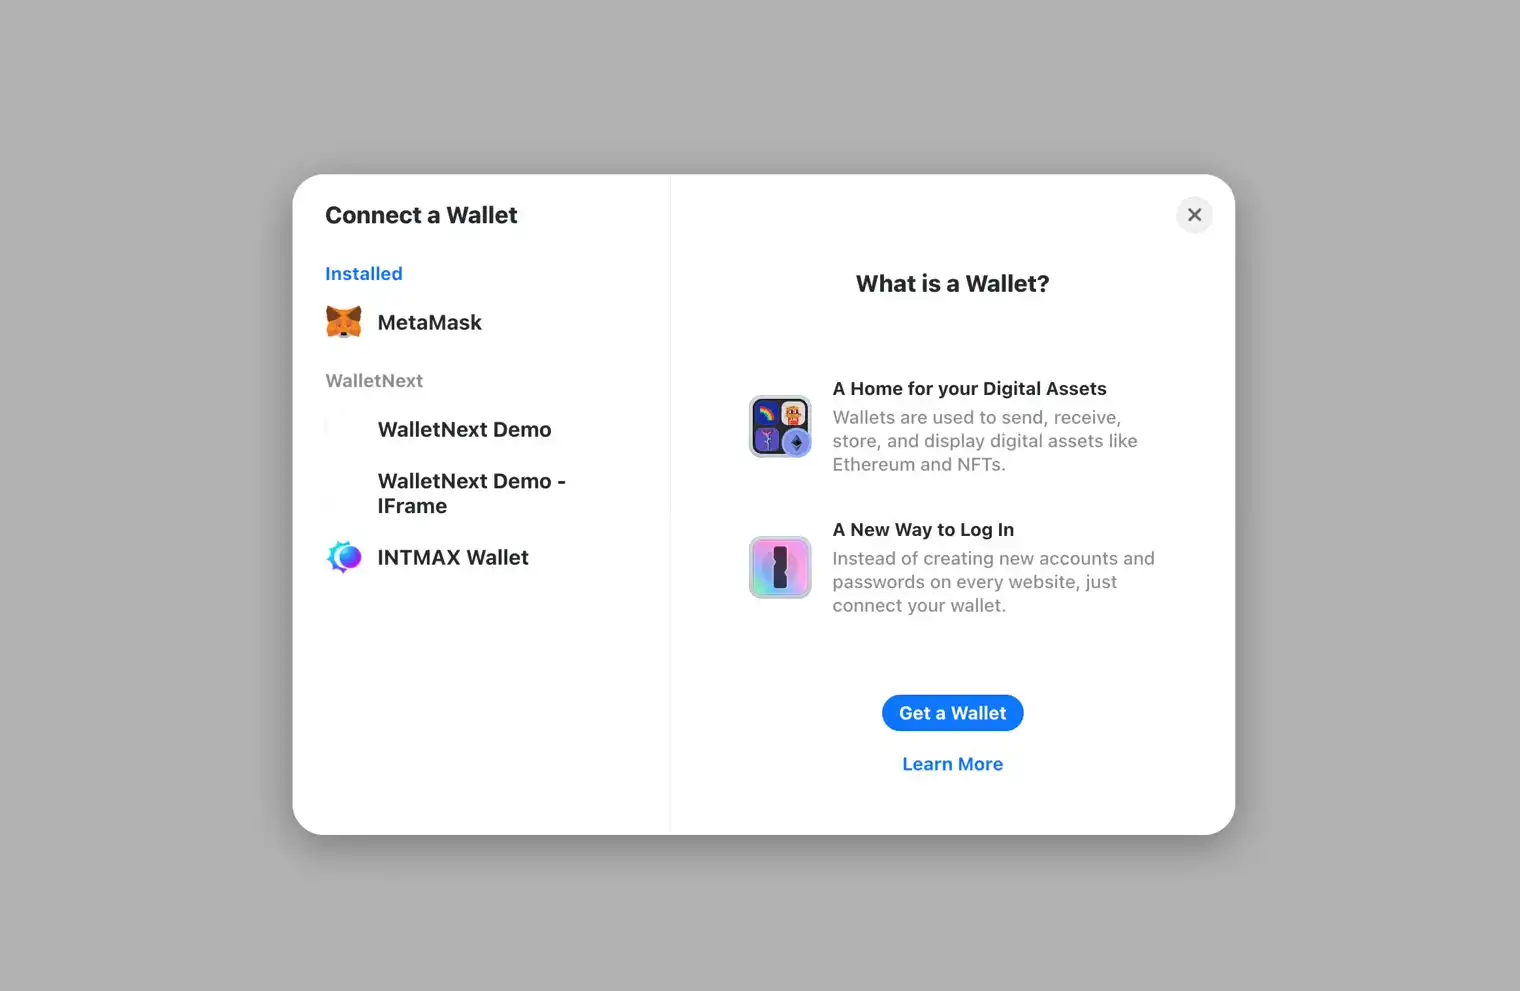 Connect a Wallet
Installed
MetaMask
WalletNext
WalletNext Demo
WalletNext Demo -
IFrame
INTMAX Wallet
What is a Wallet?
A Home for your Digital Assets
Wallets are used to send, receive,
store, and display digital assets like
Ethereum and NFTs.
A New Way to Log In
Instead of creating new accounts and
passwords on every website, just
connect your wallet.
Get a Wallet
Learn More